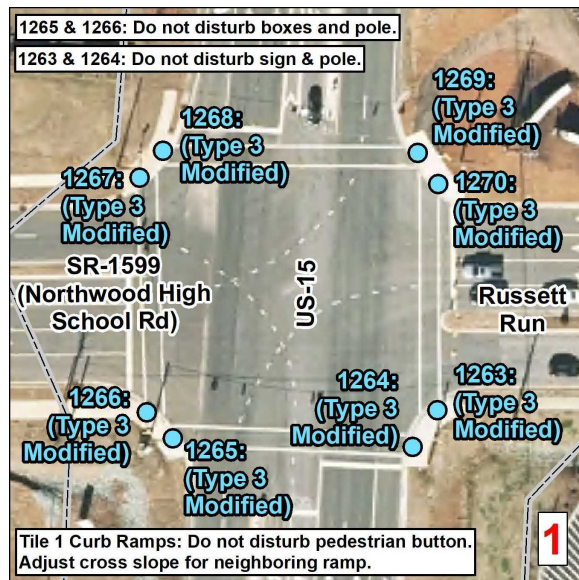 1265 & 1266: Do not disturb boxes and pole.
1263 & 1264: Do not disturb sign & pole.
1268:
(Type 3
Modified)
1269:
(Type 3
Modified)
1267:
(Type 3
Modified)
1270:
(Type 3
Modified)
SR-1599
(Northwood High
School Rd)
US-15
Russett
Run
1266:
(Type 3
Modified)
1265:
(Type 3
Modified)
1264:
(Type 3
Modified)
1263:
(Type 3
Modified)
Tile 1 Curb Ramps: Do not disturb pedestrian button.
Adjust cross slope for neighboring ramp.
1